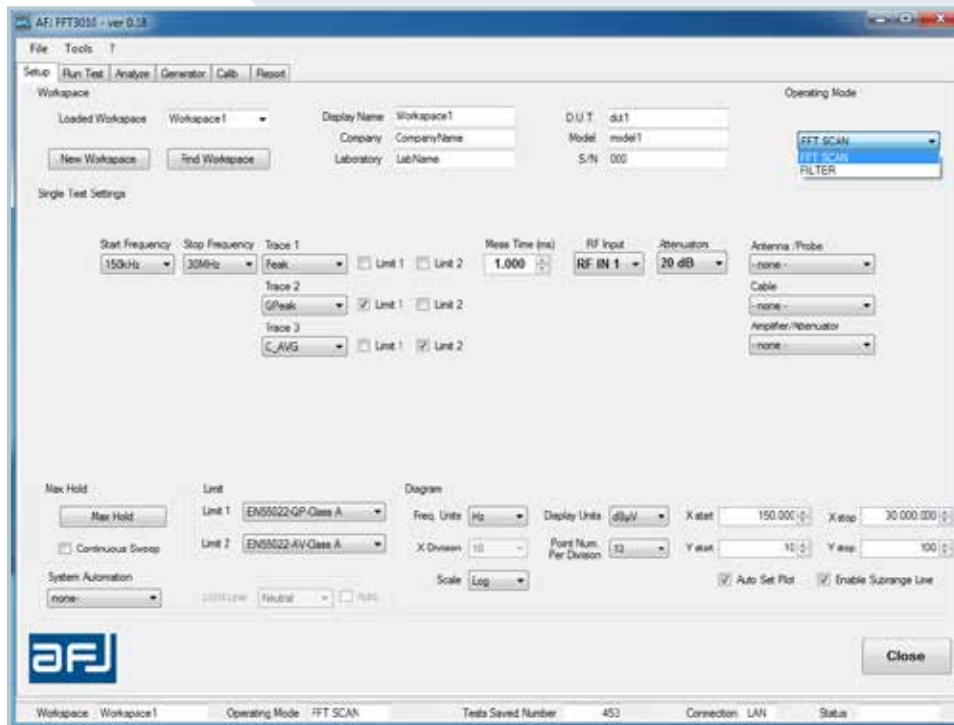 AFJ FFT3010 - ver 0.18
File Tools ?
Setup Run Test Analyze Generator Calib Report
Workspace
Operating Mode
Loaded Workspace Workspace1
Display Name Workspace1
D.U.T. dut1
Company CompanyName
Model model1
FFT SCAN
New Workspace Find Workspace
Laboratory LabName
S/N 000
FFT SCAN
FILTER
Single Test Settings
Start Frequency Stop Frequency Trace 1 Meas Time (ms) RF Input Attenuators Antenna /Probe
150kHz 30MHz Peak Limit 1 Limit 2 1.000 RF IN 1 20 dB - none -
Trace 2 Cable
QPeak Limit 1 Limit 2 - none -
Trace 3 Amplifier/Attenuator
C_AVG Limit 1 Limit 2 - none -
Max Hold Limit Diagram
Max Hold Limit 1 EN55022-QP-Class A Freq. Units Hz Display Units dBµV X start 150.000 X stop 30.000.000
Continuous Sweep Limit 2 EN55022-AV-Class A X Division 10 Point Num. Per Division 10 Y start 10 Y stop 100
System Automation Scale Log Auto Set Plot Enable Subrange Line
none- Neutral Auto
aFJ
Close
Workspace Workspace1 Operating Mode FFT SCAN Tests Saved Number 453 Connection LAN Status